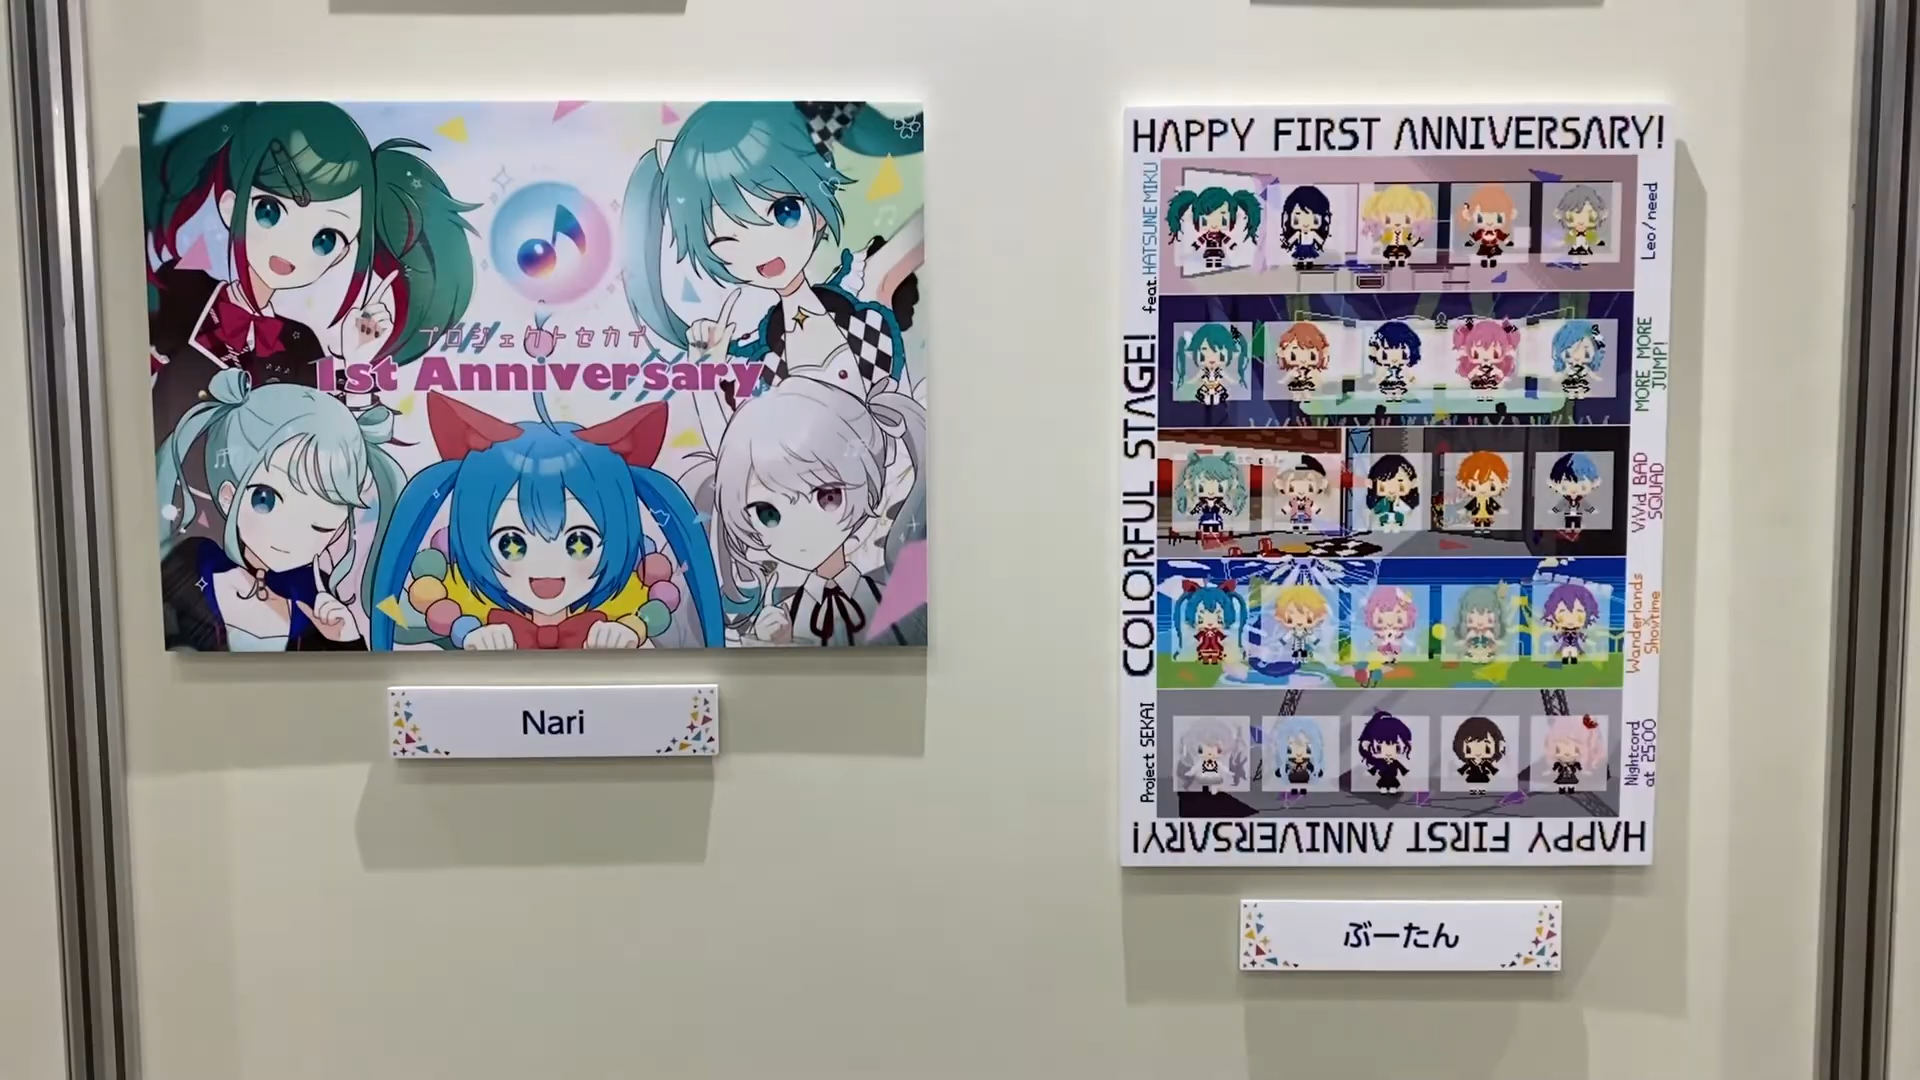 プロジェクトセカイ
1st Anniversary
Nari
HAPPY FIRST ANNIVERSARY!
COLORFUL STAGE!
feat. HATSUNE MIKU
Project SEKAI
Leo/need
MORE MORE
JUMP!
ViVid BAD
SQUAD
Wonderlands
×
Showtime
Nightcord
at 25:00
HAPPY FIRST ANNIVERSARY!
ぶーたん